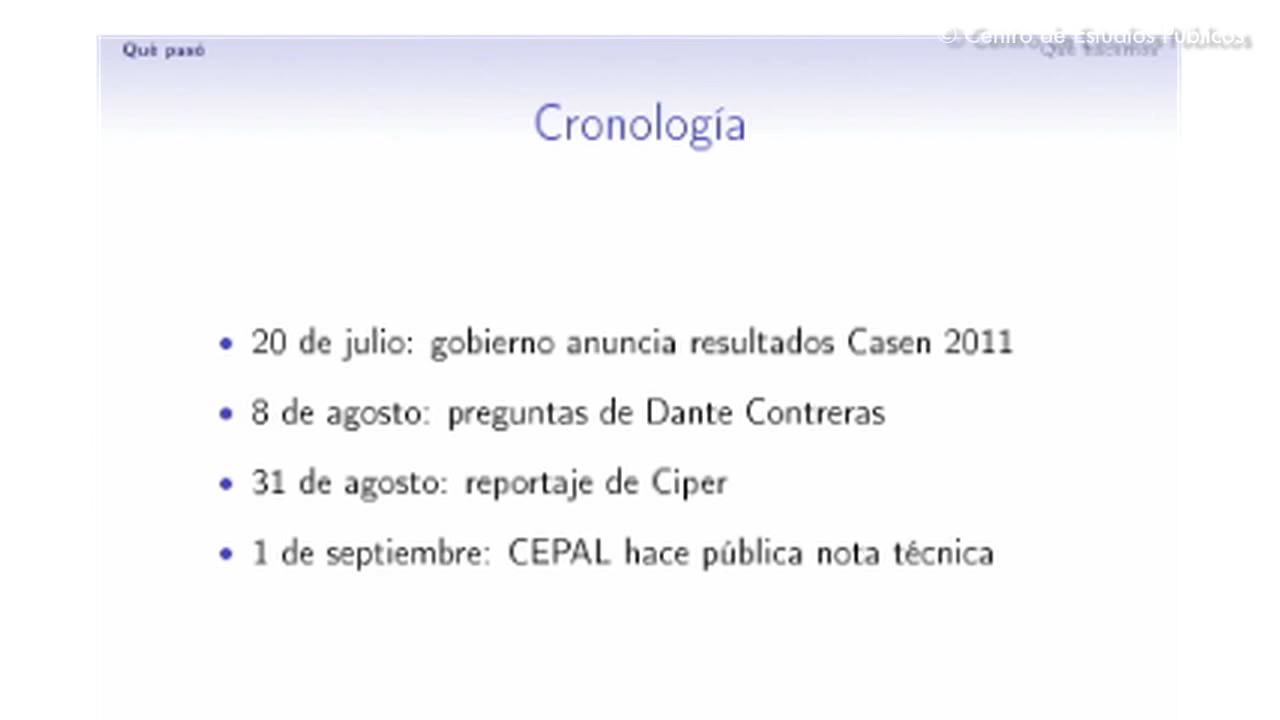 Qué pasó
© Centro de Estudios Públicos
Cronología
• 20 de julio: gobierno anuncia resultados Casen 2011
• 8 de agosto: preguntas de Dante Contreras
• 31 de agosto: reportaje de Ciper
• 1 de septiembre: CEPAL hace pública nota técnica